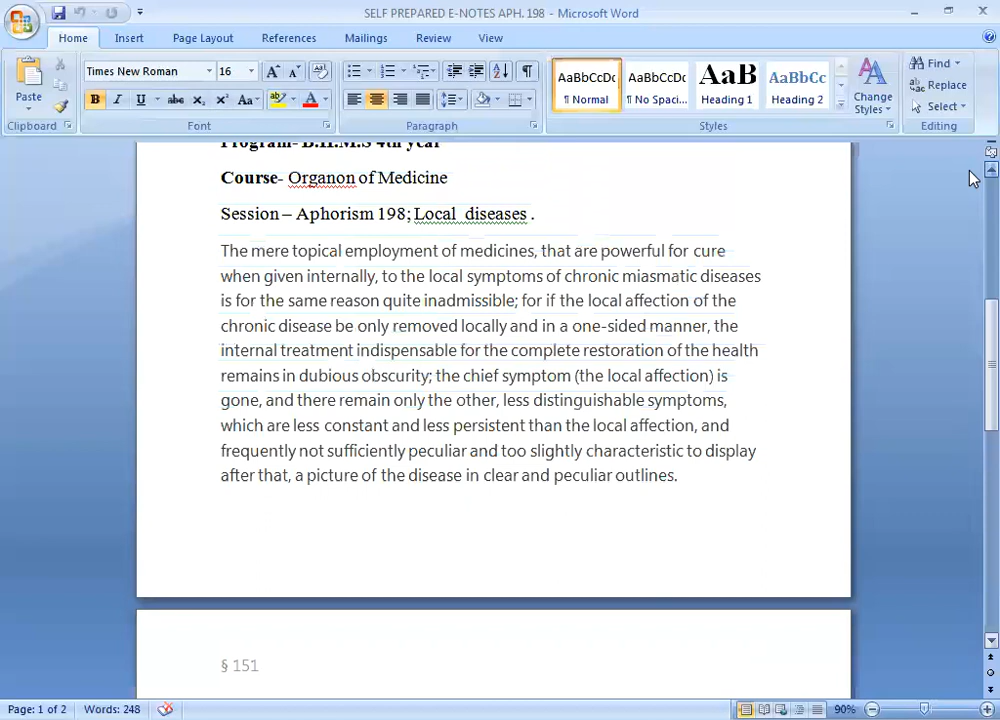 SELF PREPARED E-NOTES APH. 198 - Microsoft Word
Home Insert Page Layout References Mailings Review View
Paste
Clipboard
Times New Roman 16
B I U abc X₂ X² Aa
Font
Paragraph
AaBbCcDc AaBbCcDc AaB AaBbCc
¶ Normal ¶ No Spaci... Heading 1 Heading 2
Change Styles
Styles
Find
Replace
Select
Editing
Program- B.H.M.S 4th year
Course- Organon of Medicine
Session – Aphorism 198; Local diseases .
The mere topical employment of medicines, that are powerful for cure
when given internally, to the local symptoms of chronic miasmatic diseases
is for the same reason quite inadmissible; for if the local affection of the
chronic disease be only removed locally and in a one-sided manner, the
internal treatment indispensable for the complete restoration of the health
remains in dubious obscurity; the chief symptom (the local affection) is
gone, and there remain only the other, less distinguishable symptoms,
which are less constant and less persistent than the local affection, and
frequently not sufficiently peculiar and too slightly characteristic to display
after that, a picture of the disease in clear and peculiar outlines.
§ 151
Page: 1 of 2 Words: 248 90%